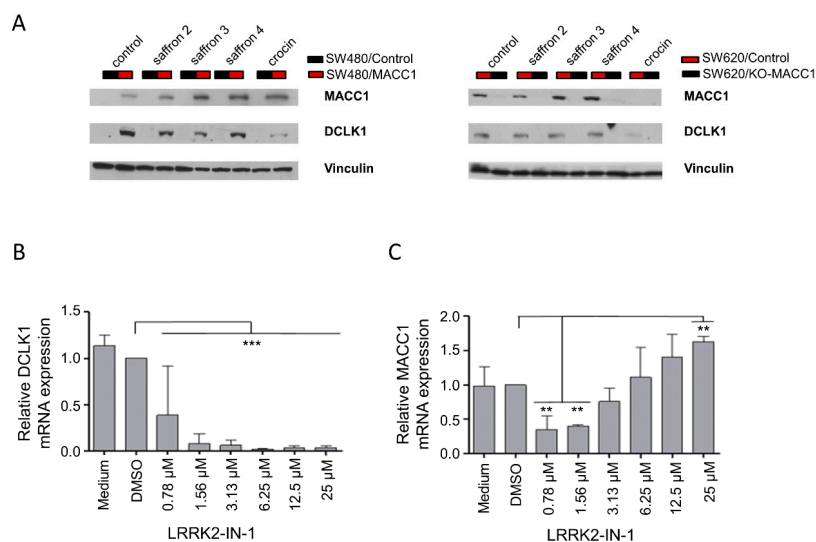 A
control
saffron 2
saffron 3
saffron 4
crocin
SW480/Control
SW480/MACC1
MACC1
DCLK1
Vinculin
control
saffron 2
saffron 3
saffron 4
crocin
SW620/Control
SW620/KO-MACC1
MACC1
DCLK1
Vinculin
B
Relative DCLK1
mRNA expression
1.5
1.0
0.5
0.0
***
Medium
DMSO
0.78 µM
1.56 µM
3.13 µM
6.25 µM
12.5 µM
25 µM
LRRK2-IN-1
C
Relative MACC1
mRNA expression
2.0
1.5
1.0
0.5
0.0
**
**
**
Medium
DMSO
0.78 µM
1.56 µM
3.13 µM
6.25 µM
12.5 µM
25 µM
LRRK2-IN-1